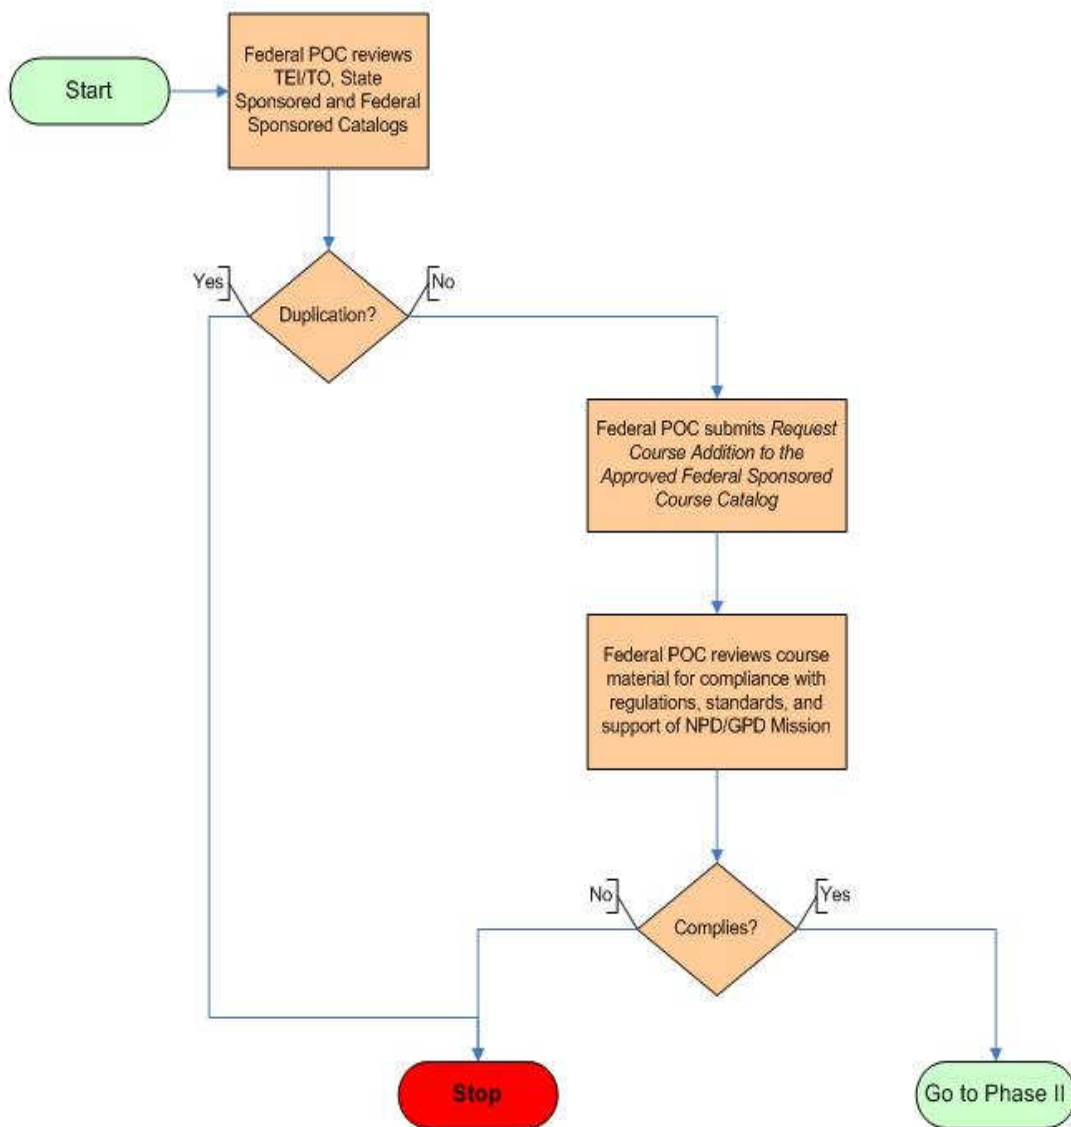 Start
Federal POC reviews
TEI/TO, State
Sponsored and Federal
Sponsored Catalogs
Yes
No
Duplication?
Federal POC submits Request
Course Addition to the
Approved Federal Sponsored
Course Catalog
Federal POC reviews course
material for compliance with
regulations, standards, and
support of NPD/GPD Mission
No
Yes
Complies?
Stop
Go to Phase II